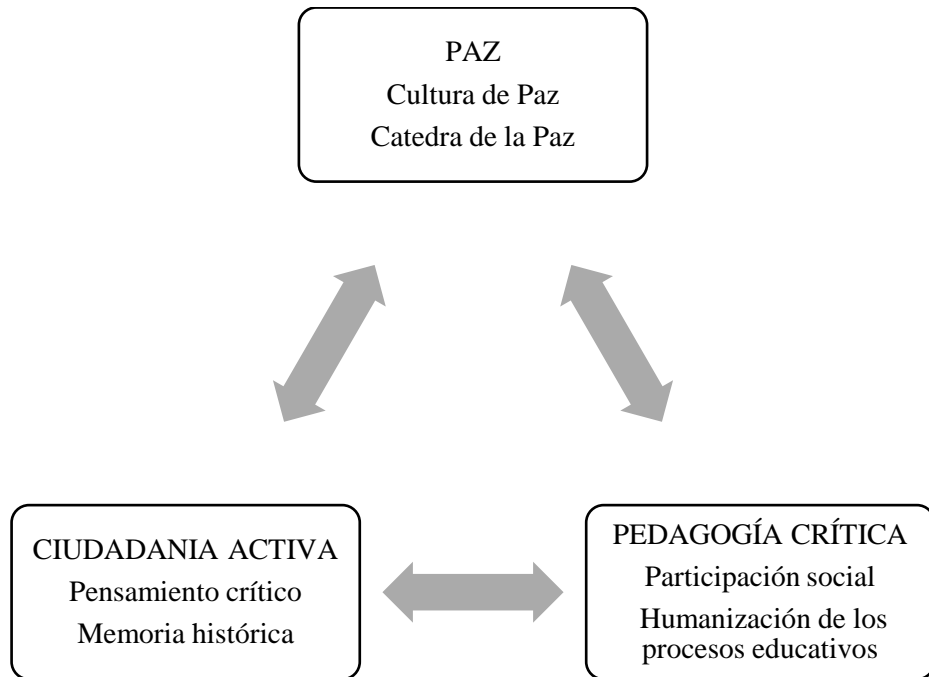 PAZ
Cultura de Paz
Catedra de la Paz
CIUDADANIA ACTIVA
Pensamiento crítico
Memoria histórica
PEDAGOGÍA CRÍTICA
Participación social
Humanización de los
procesos educativos